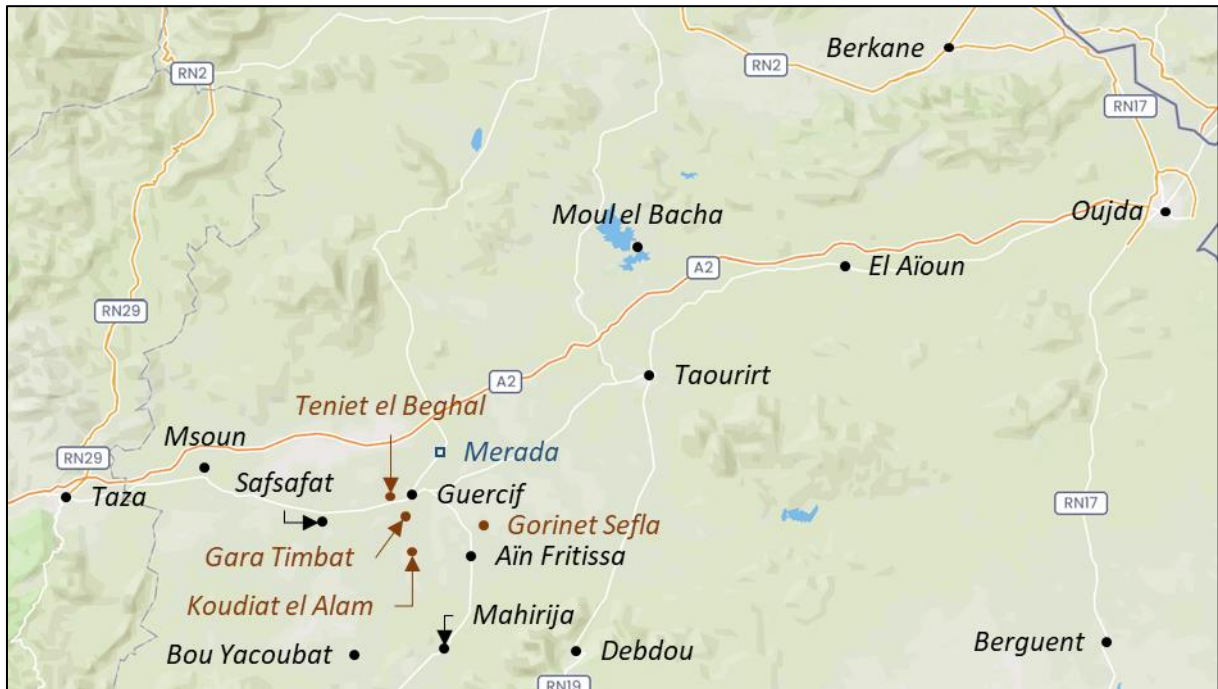 Berkane
RN2
RN2
RN17
Moul el Bacha
Oujda
A2
El Aïoun
RN29
Taourirt
A2
Teniet el Beghal
Msoun
Merada
RN29
Safsafat
Taza
Guercif
RN17
Gorinet Sefla
Gara Timbat
Aïn Fritissa
Koudiat el Alam
Mahirija
Bou Yacoubat
Debdou
Berguent
RN19